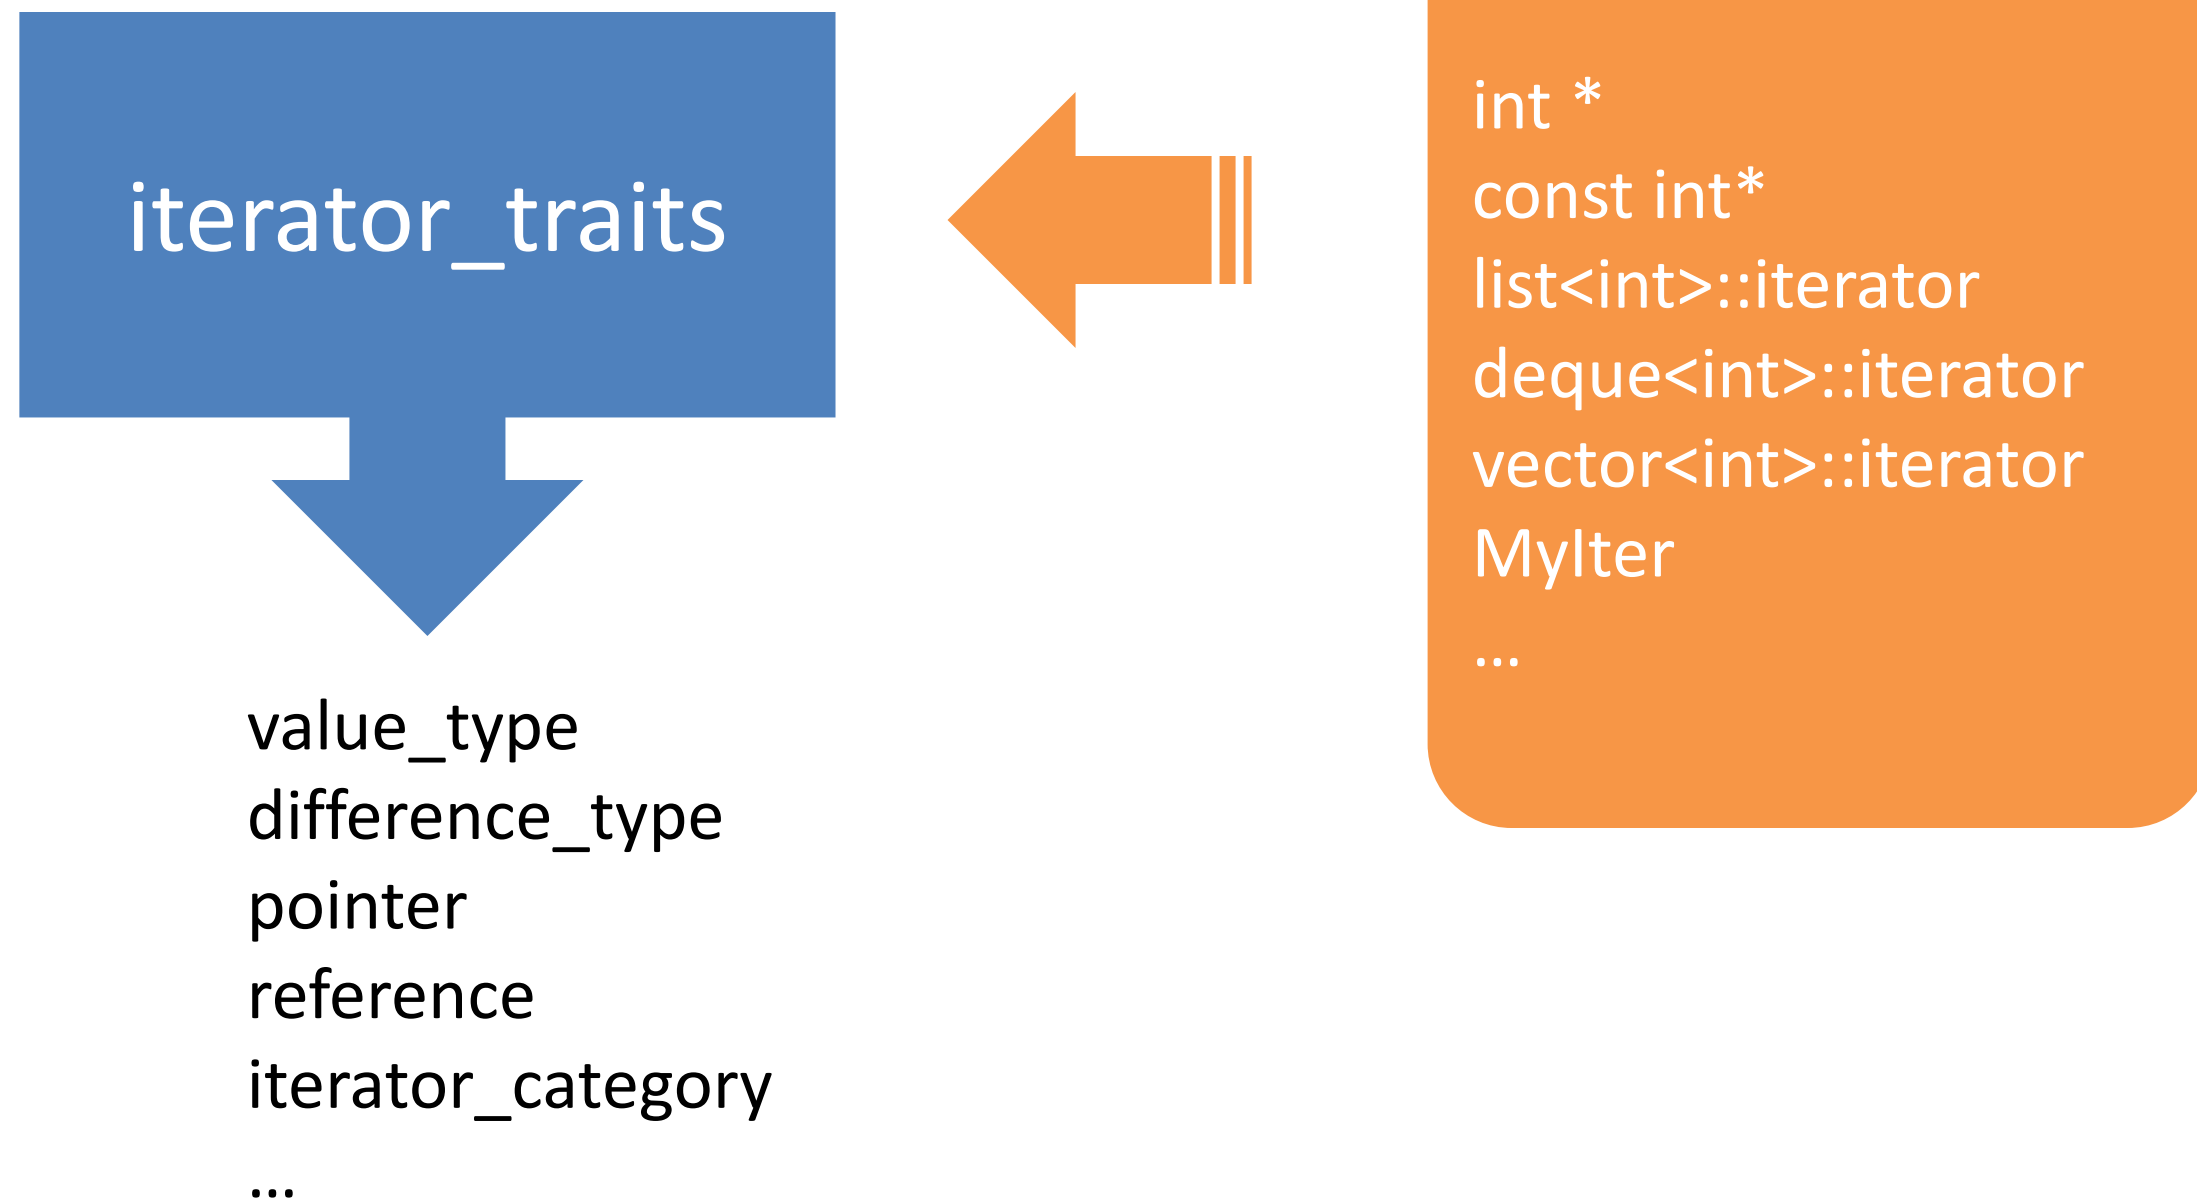 iterator_traits
int *
const int*
list<int>::iterator
deque<int>::iterator
vector<int>::iterator
MyIter
...
value_type
difference_type
pointer
reference
iterator_category
...